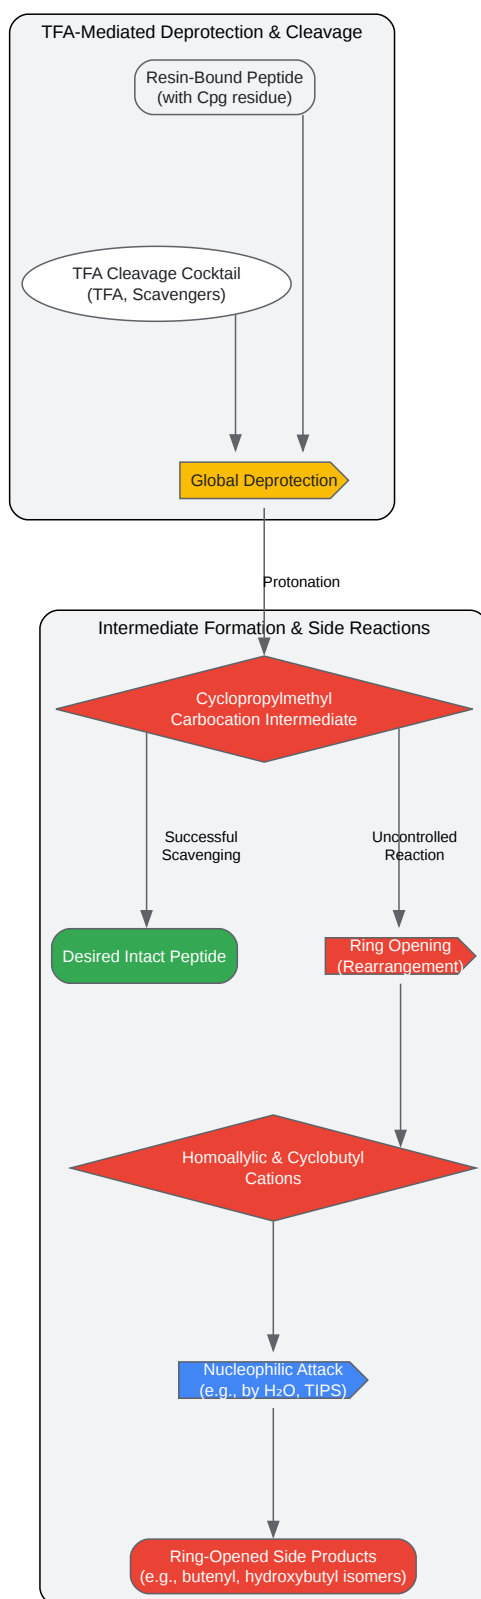 TFA-Mediated Deprotection & Cleavage
Resin-Bound Peptide
(with Cpg residue)
TFA Cleavage Cocktail
(TFA, Scavengers)
Global Deprotection
Protonation
Intermediate Formation & Side Reactions
Cyclopropylmethyl
Carbocation Intermediate
Successful
Scavenging
Uncontrolled
Reaction
Desired Intact Peptide
Ring Opening
(Rearrangement)
Homoallylic & Cyclobutyl
Cations
Nucleophilic Attack
(e.g., by H₂O, TIPS)
Ring-Opened Side Products
(e.g., butenyl, hydroxybutyl isomers)